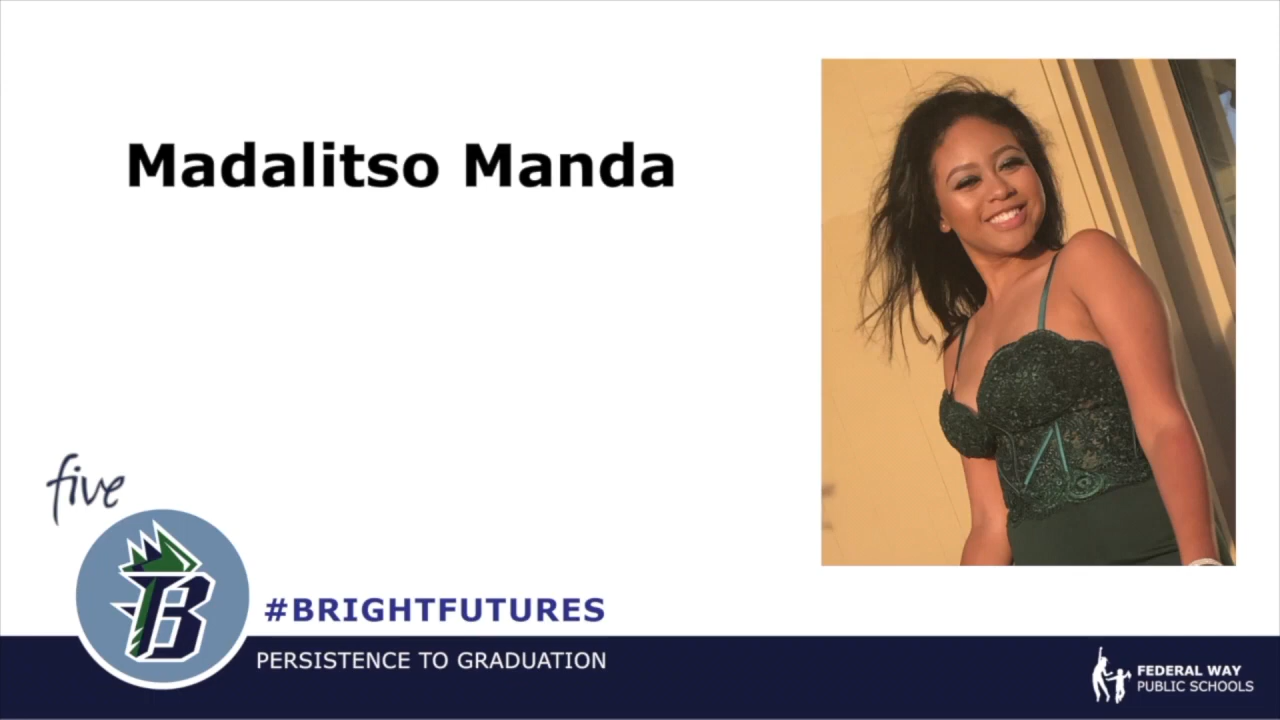 Madalitso Manda
five
B
#BRIGHTFUTURES
PERSISTENCE TO GRADUATION
FEDERAL WAY
PUBLIC SCHOOLS